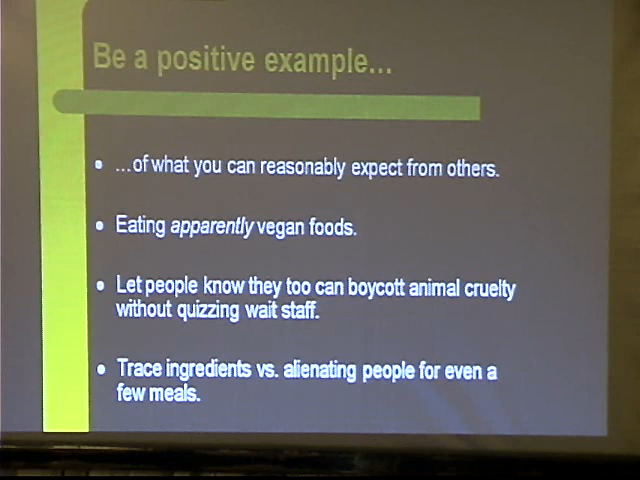 Be a positive example...
...of what you can reasonably expect from others.
Eating apparently vegan foods.
Let people know they too can boycott animal cruelty
without quizzing wait staff.
Trace ingredients vs. alienating people for even a
few meals.